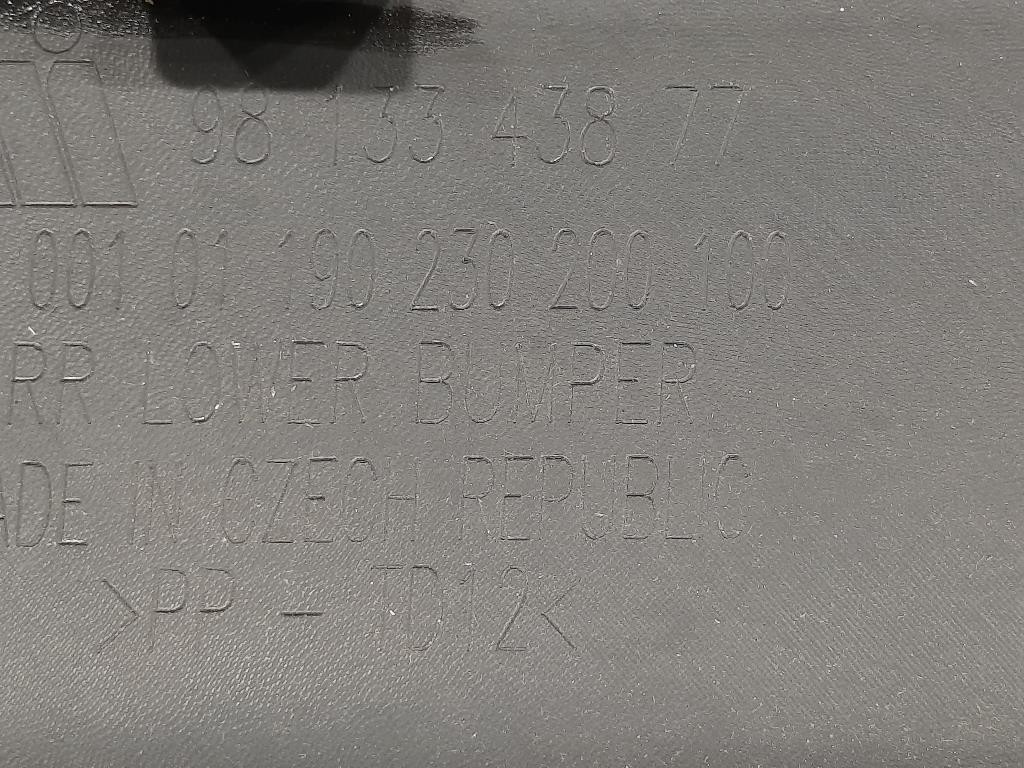 98 133 438 77
001 01 190 230 200 100
RR LOWER BUMPER
ADE IN CZECH REPUBLIC
>PP - TD12<